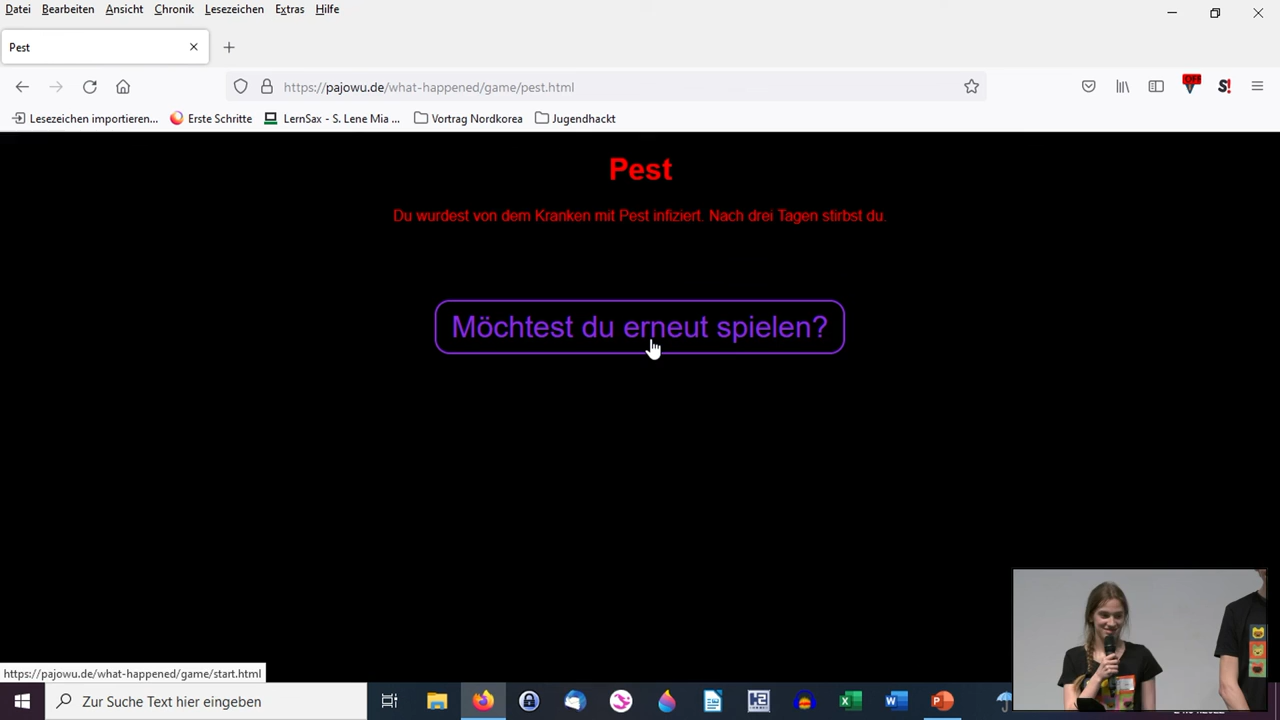 Datei Bearbeiten Ansicht Chronik Lesezeichen Extras Hilfe
Pest
https://pajowu.de/what-happened/game/pest.html
OFF
S!
Lesezeichen importieren... Erste Schritte LernSax - S. Lene Mia ... Vortrag Nordkorea Jugendhackt
Pest
Du wurdest von dem Kranken mit Pest infiziert. Nach drei Tagen stirbst du.
Möchtest du erneut spielen?
https://pajowu.de/what-happened/game/start.html
Zur Suche Text hier eingeben